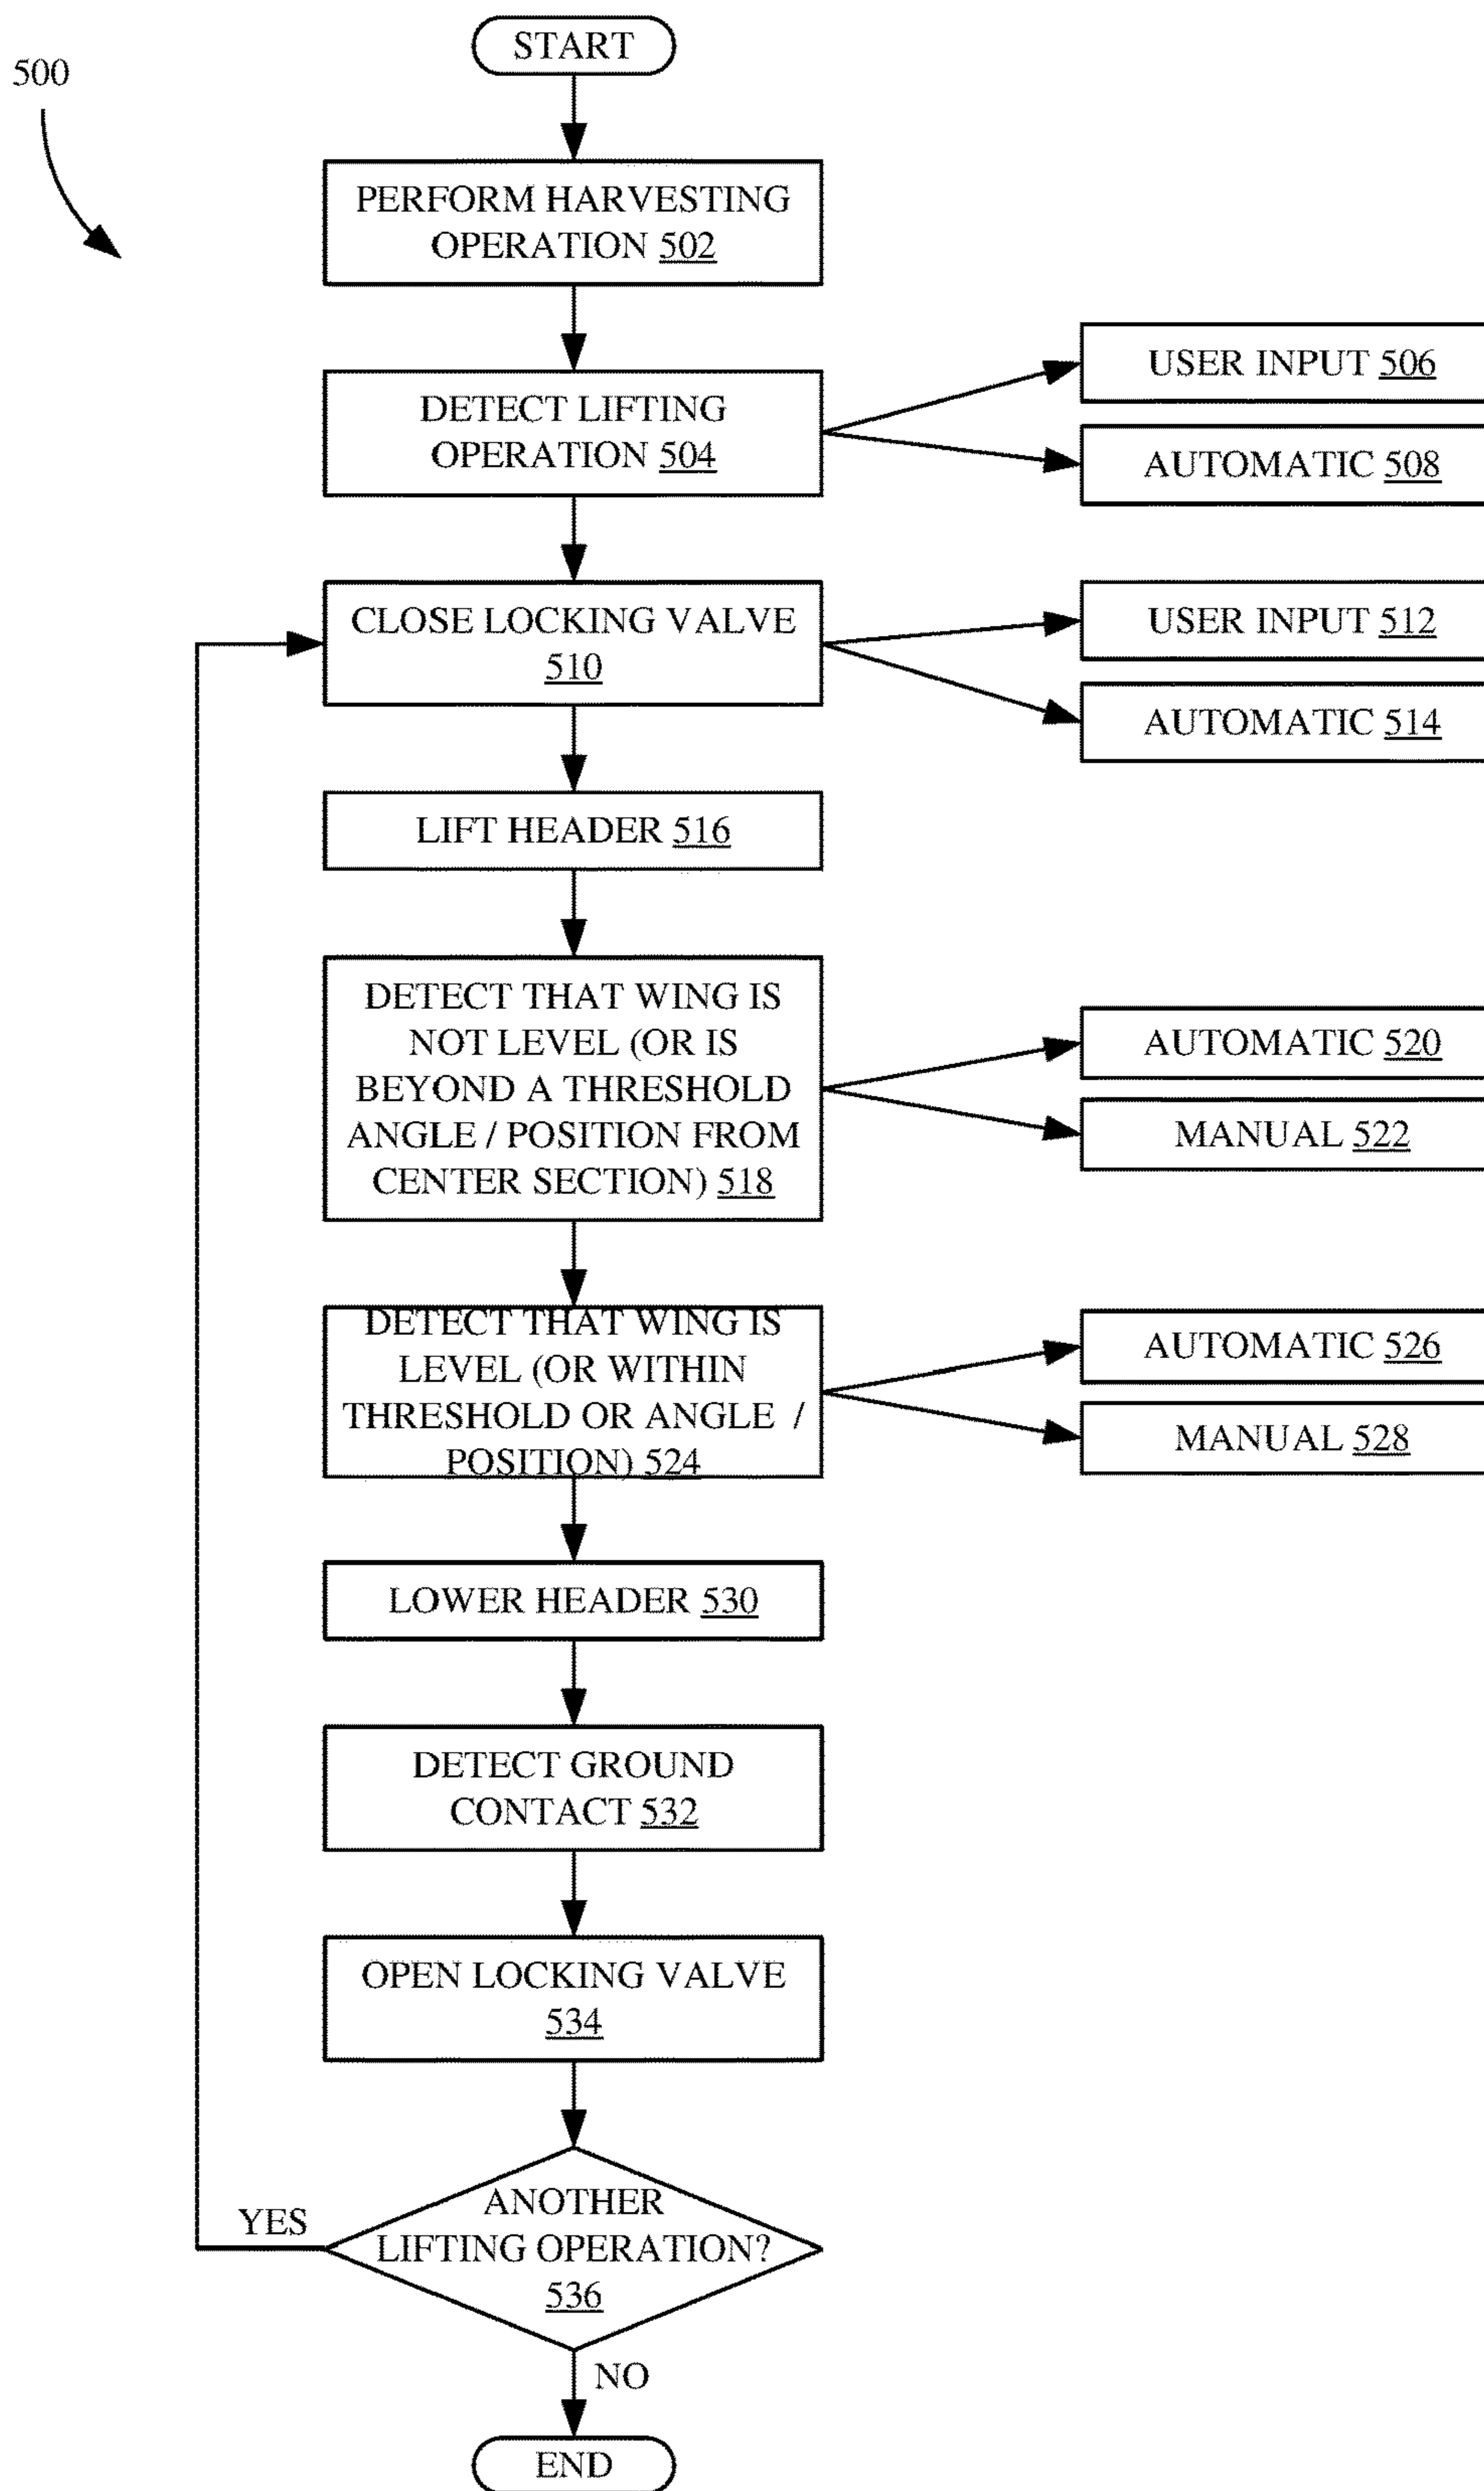 START
500
PERFORM HARVESTING
OPERATION 502
DETECT LIFTING
OPERATION 504
USER INPUT 506
AUTOMATIC 508
CLOSE LOCKING VALVE
510
USER INPUT 512
AUTOMATIC 514
LIFT HEADER 516
DETECT THAT WING IS
NOT LEVEL (OR IS
BEYOND A THRESHOLD
ANGLE / POSITION FROM
CENTER SECTION) 518
AUTOMATIC 520
MANUAL 522
DETECT THAT WING IS
LEVEL (OR WITHIN
THRESHOLD OR ANGLE /
POSITION) 524
AUTOMATIC 526
MANUAL 528
LOWER HEADER 530
DETECT GROUND
CONTACT 532
OPEN LOCKING VALVE
534
ANOTHER
LIFTING OPERATION?
536
YES
NO
END